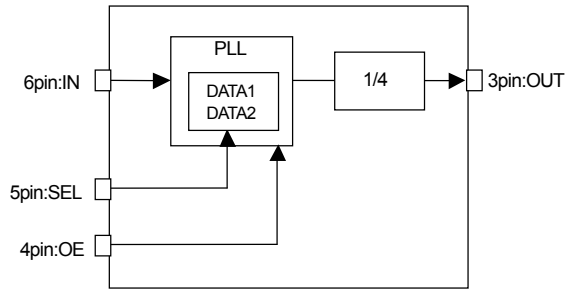 PLL
6pin:IN
DATA1
DATA2
1/4
3pin:OUT
5pin:SEL
4pin:OE